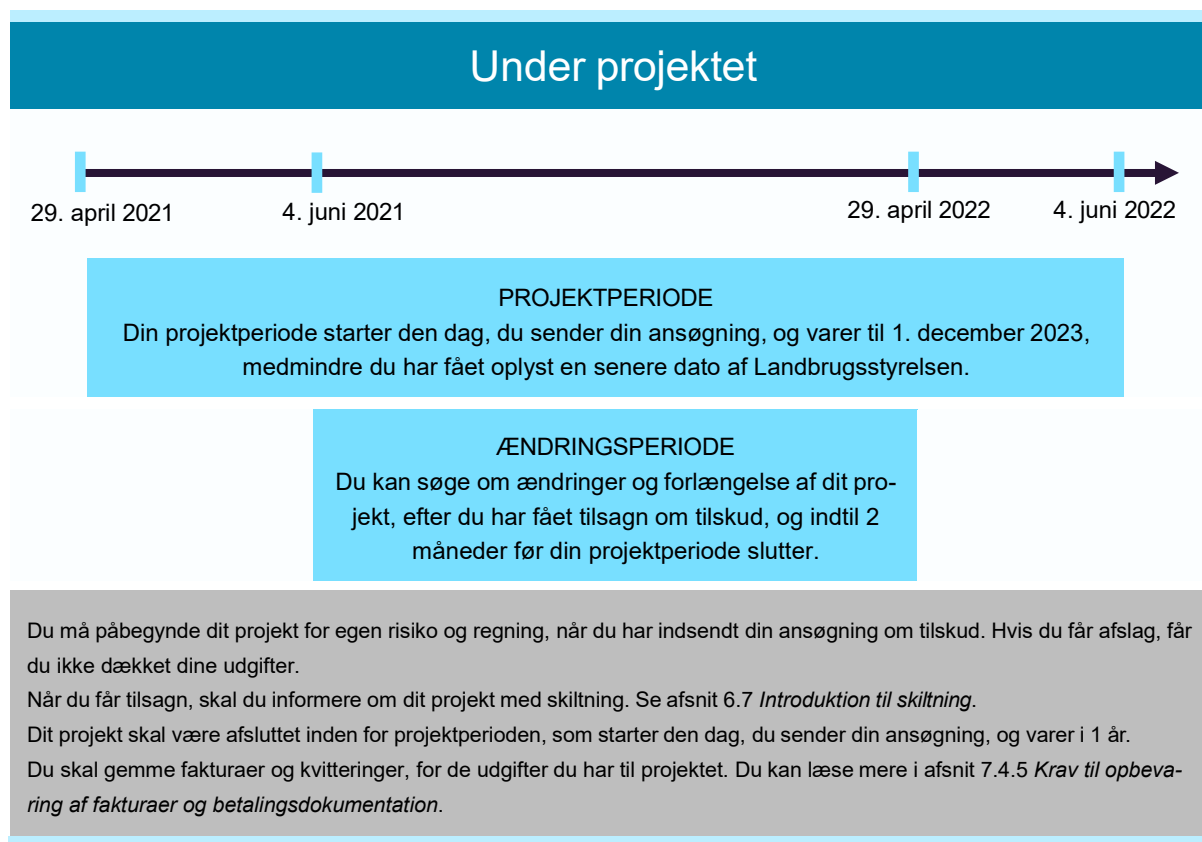 Under projektet
29. april 2021
4. juni 2021
29. april 2022
4. juni 2022
PROJEKTPERIODE
Din projektperiode starter den dag, du sender din ansøgning, og varer til 1. december 2023,
medmindre du har fået oplyst en senere dato af Landbrugsstyrelsen.
ÆNDRINGSPERIODE
Du kan søge om ændringer og forlængelse af dit pro-
jekt, efter du har fået tilsagn om tilskud, og indtil 2
måneder før din projektperiode slutter.
Du må påbegynde dit projekt for egen risiko og regning, når du har indsendt din ansøgning om tilskud. Hvis du får afslag, får
du ikke dækket dine udgifter.
Når du får tilsagn, skal du informere om dit projekt med skiltning. Se afsnit 6.7 Introduktion til skiltning.
Dit projekt skal være afsluttet inden for projektperioden, som starter den dag, du sender din ansøgning, og varer i 1 år.
Du skal gemme fakturaer og kvitteringer, for de udgifter du har til projektet. Du kan læse mere i afsnit 7.4.5 Krav til opbeva-
ring af fakturaer og betalingsdokumentation.